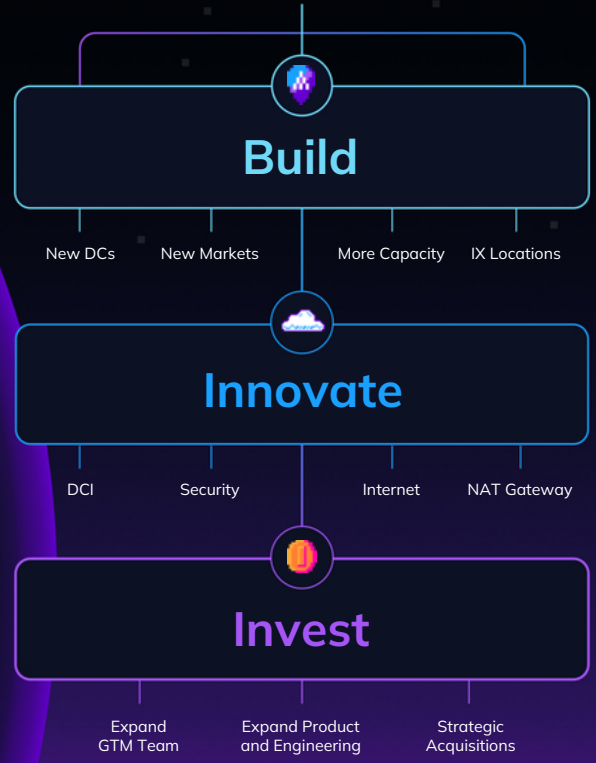 Build
New DCs New Markets More Capacity IX Locations
Innovate
DCI Security Internet NAT Gateway
Invest
Expand Expand Product Strategic
GTM Team and Engineering Acquisitions